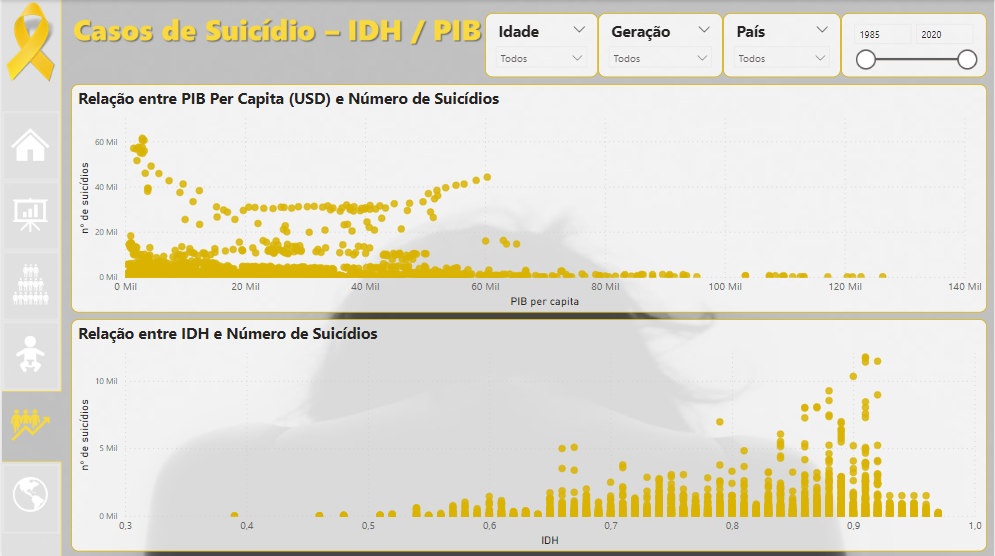 Casos de Suicídio – IDH / PIB
Idade
Todos
Geração
Todos
País
Todos
1985
2020
Relação entre PIB Per Capita (USD) e Número de Suicídios
nº de suicídios
60 Mil
40 Mil
20 Mil
0 Mil
0 Mil
20 Mil
40 Mil
60 Mil
80 Mil
100 Mil
120 Mil
140 Mil
PIB per capita
Relação entre IDH e Número de Suicídios
nº de suicídios
10 Mil
5 Mil
0 Mil
0,3
0,4
0,5
0,6
0,7
0,8
0,9
1,0
IDH